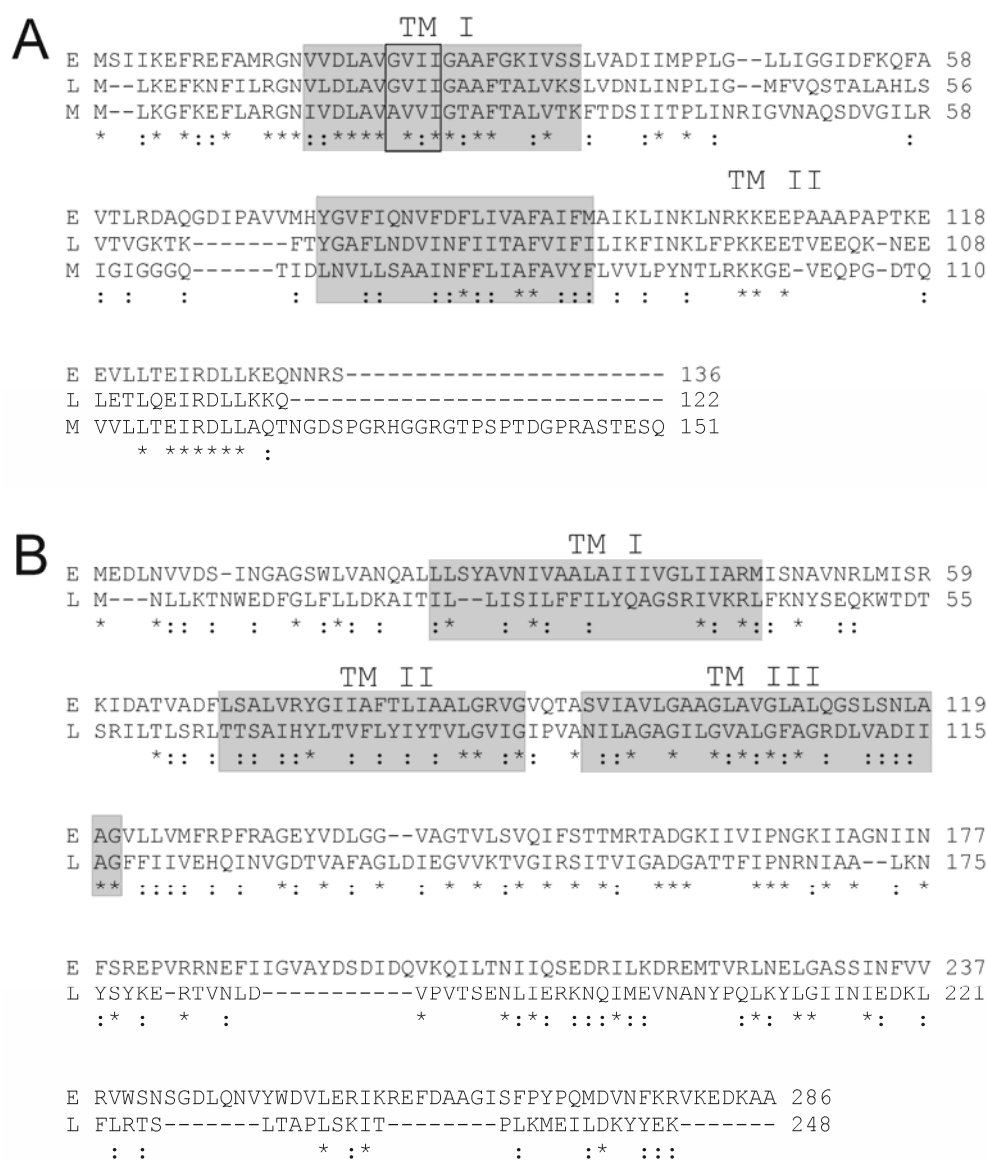 A
TM I
E MSIIKEFREFAMRGNVVDLAVGVIIGAAFGKIVSSLVADIIMPPLG--LLIGGIDFKQFA 58
L M--LKEFKNFILRGNVLDLAVGVIIGAAFTALVKSLVDNLINPLIG--MFVQSTALAHLS 56
M M--LKGFKEFLARGNIVDLAVAVVIGTAFTALVTKFTDSIITPLINRIGVNAQSDVGILR 58
* :* *::* ***::**** *:**:** :* : :* * : :
TM II
E VTLRDAQGDIPAVVMHYGVFIQNVFDFLIVAFAIFMAIKLINKLNRKKEEPAAAPAPTKE 118
L VTVGKTK-------FTYGAFLNDVINFIITAFVIFILIKFINKLFPKKEETVEEQK-NEE 108
M IGIGGGQ------TIDLNVLLSAAINFFLIAFAVYFLVVLPYNTLRKKGE-VEQPG-DTQ 110
: : : : :: ::*:: ** ::: : : : ** * :
E EVLLTEIRDLLKEQNNRS----------------------- 136
L LETLQEIRDLLKKQ--------------------------- 122
M VVLLTEIRDLLAQTNGDSPGRHGGRGTPSPTDGPRASTESQ 151
* ****** :
B
TM I
E MEDLNVVDS-INGAGSWLVANQALLLSYAVNIVAALAIIIVGLIIARMISNAVNRLMISR 59
L M---NLLKTNWEDFGLFLLDKAITIL--LISILFFILYQAGSRIVKRLFKNYSEQKWTDT 55
* *:: : : * :*: : :* : *: : *: *:: * ::
TM II TM III
E KIDATVADFLSALVRYGIIAFTLIAALGRVGVQTASVIAVLGAAGLAVGLALQGSLSNLA 119
L SRILTLSRLTTSAIHYLTVFLYIYTVLGVIGIPVANILAGAGILGVALGFAGRDLVADII 115
*:: : :: ::* : : : ** *: * ::* *:*:*:* : ::::
E AGVLLVMFRPFRAGEYVDLGG--VAGTVLSVQIFSTTMRTADGKIIVIPNGKIIAGNIIN 177
L AGFFIIVEHQINVGDTVAFAGLDIEGVVKTVGIRSITVIGADGATTFIPNRNIAA--LKN 175
** :::: : : *: * : * : * : * : * * *: *** *** : * : *
E FSREPVRRNEFIIGVAYDSDIDQVKQILTNIIQSEDRILKDREMTVRLNELGASSINFVV 237
L YSYKE-RTVNLD-----------VPVTSENLIERKNQIMEVNANYPQLKYLGIINIEDKL 221
:* : * : * *:*: :::*:: :*: ** *: :
E RVWSNSGDLQNVYWDVLERIKREFDAAGISFPYPQMDVNFKRVKEDKAA 286
L FLRTS-------LTAPLSKIT--------PLKMEILDKYYEK------- 248
: : * :* : :* :::